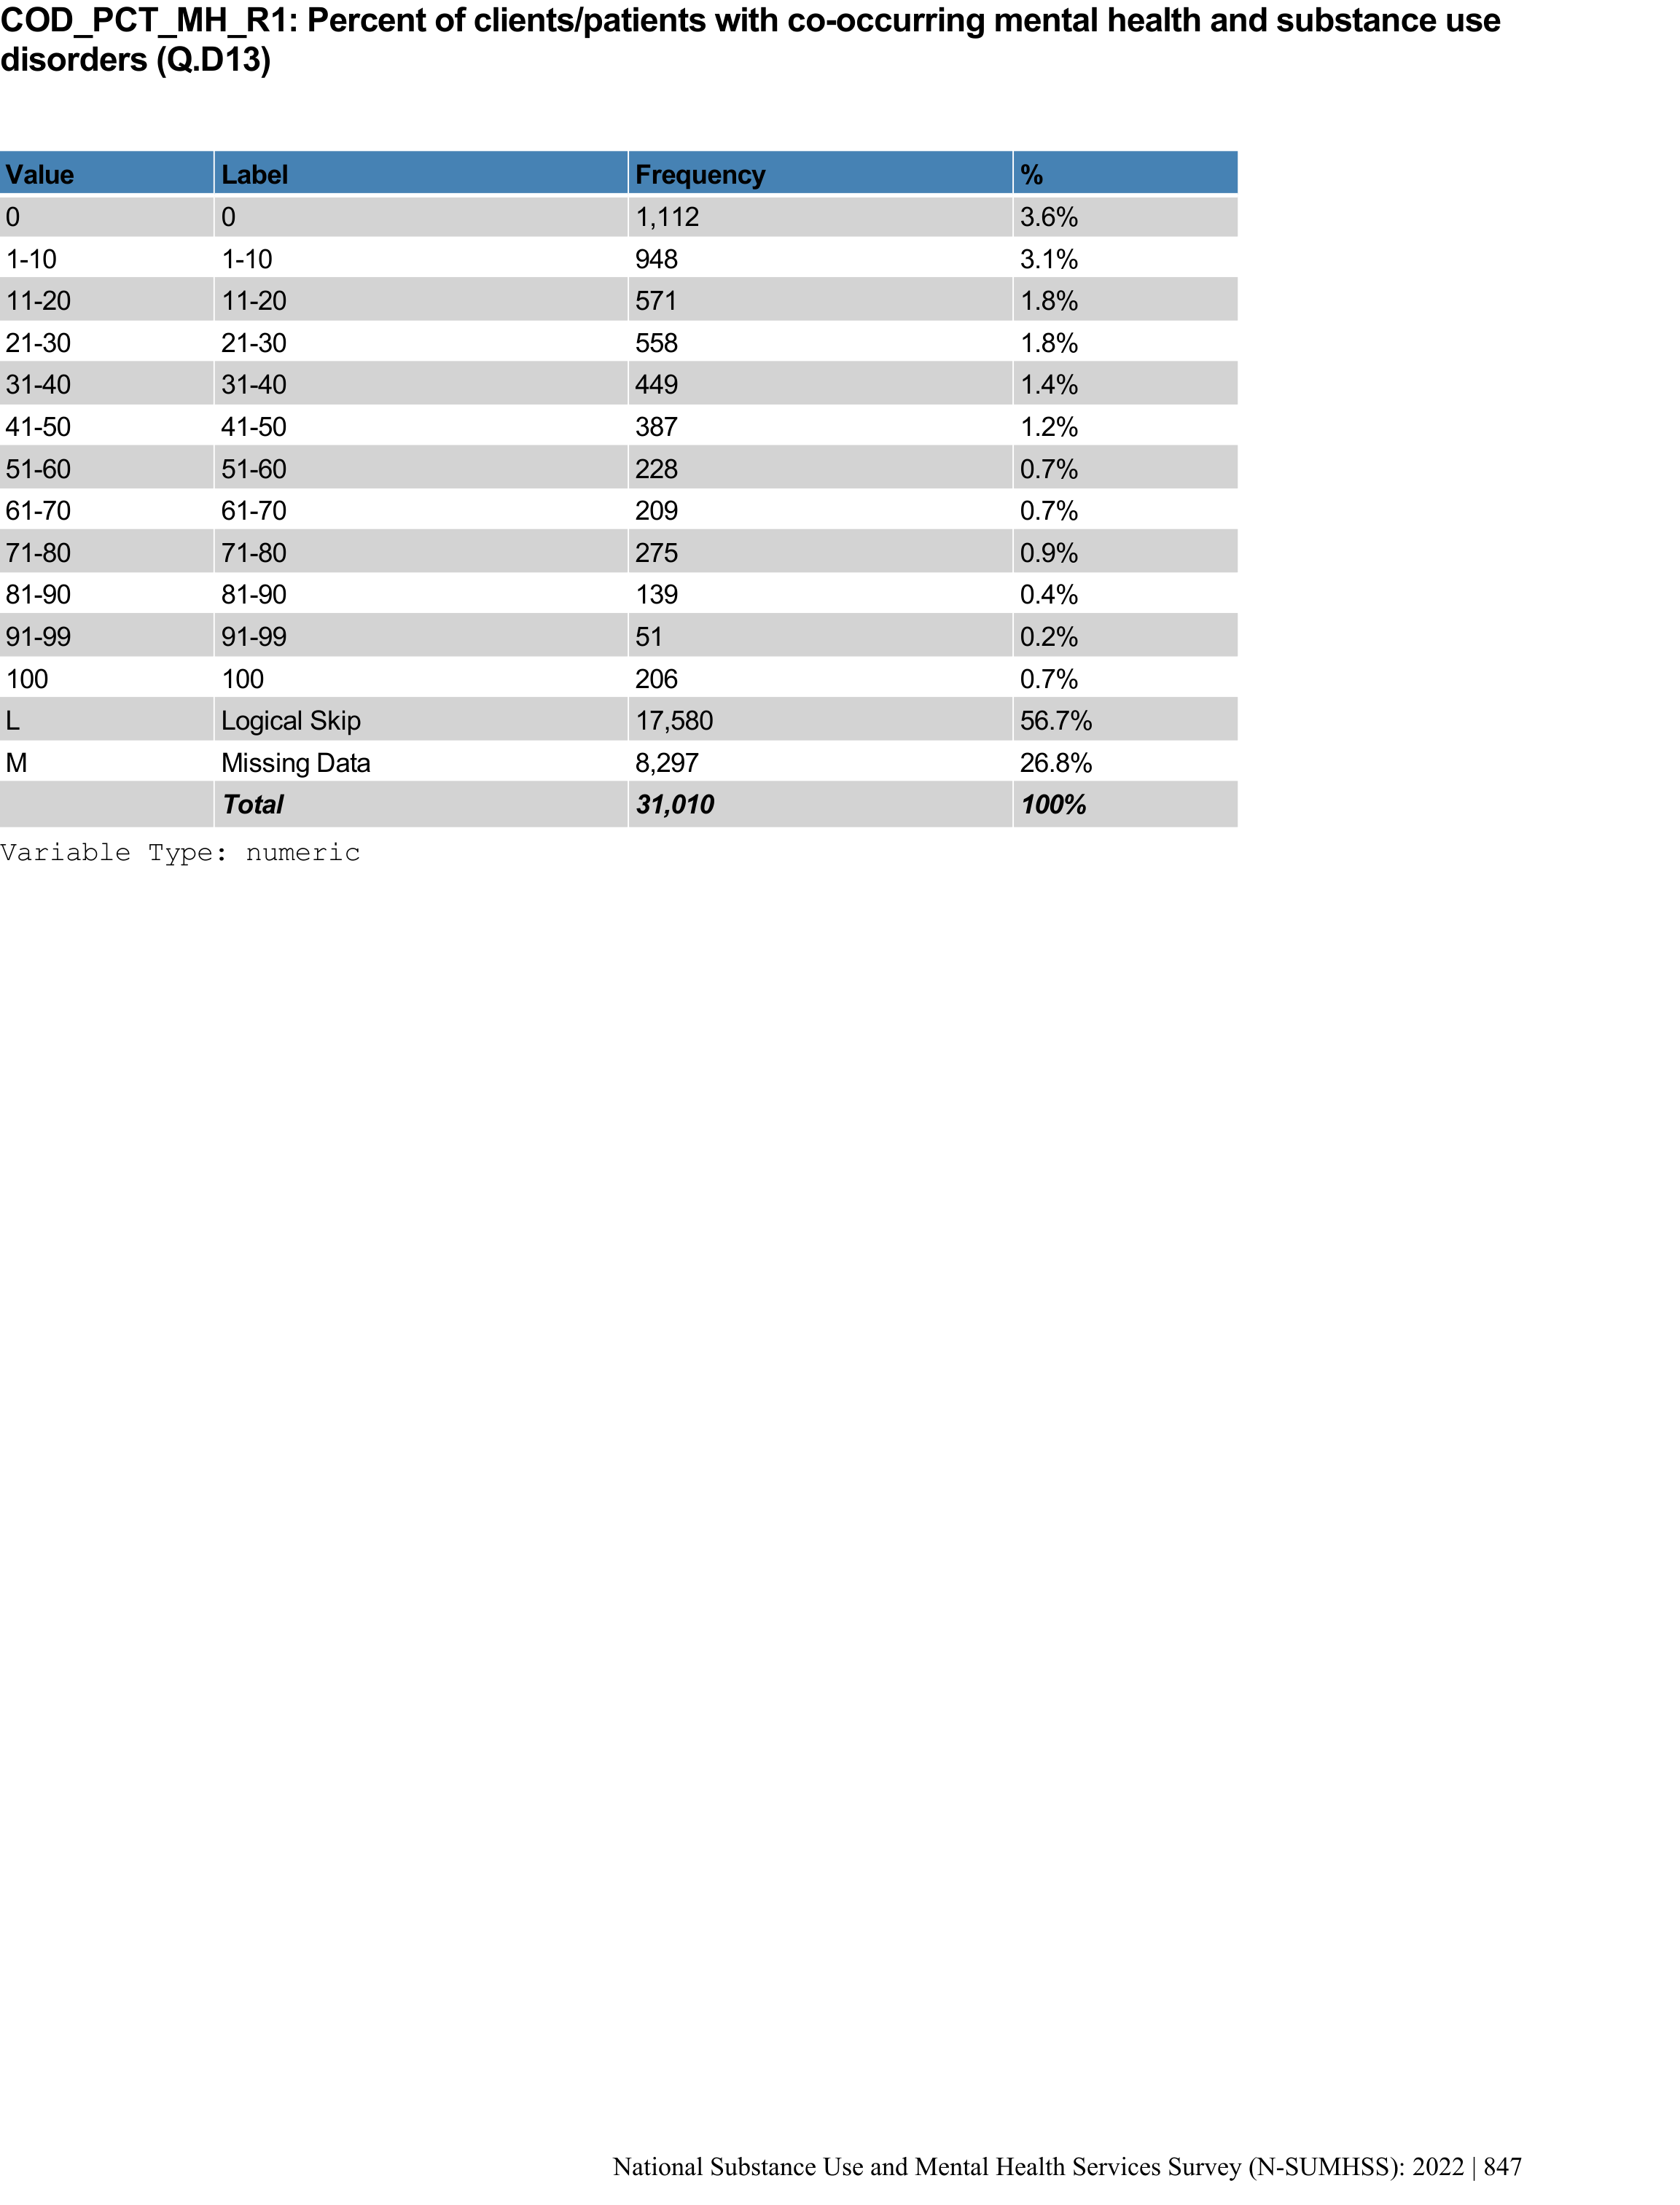 COD_PCT_MH_R1: Percent of clients/patients with co-occurring mental health and substance use
disorders (Q.D13)
Value Label Frequency %
0 0 1,112 3.6%
1-10 1-10 948 3.1%
11-20 11-20 571 1.8%
21-30 21-30 558 1.8%
31-40 31-40 449 1.4%
41-50 41-50 387 1.2%
51-60 51-60 228 0.7%
61-70 61-70 209 0.7%
71-80 71-80 275 0.9%
81-90 81-90 139 0.4%
91-99 91-99 51 0.2%
100 100 206 0.7%
L Logical Skip 17,580 56.7%
M Missing Data 8,297 26.8%
Total 31,010 100%
Variable Type: numeric
National Substance Use and Mental Health Services Survey (N-SUMHSS): 2022 | 847